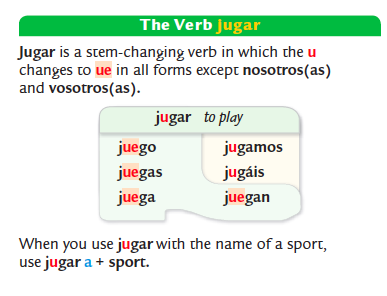 The Verb jugar
Jugar is a stem-changing verb in which the u
changes to ue in all forms except nosotros(as)
and vosotros(as).
jugar to play
juego jugamos
juegas jugáis
juega juegan
When you use jugar with the name of a sport,
use jugar a + sport.